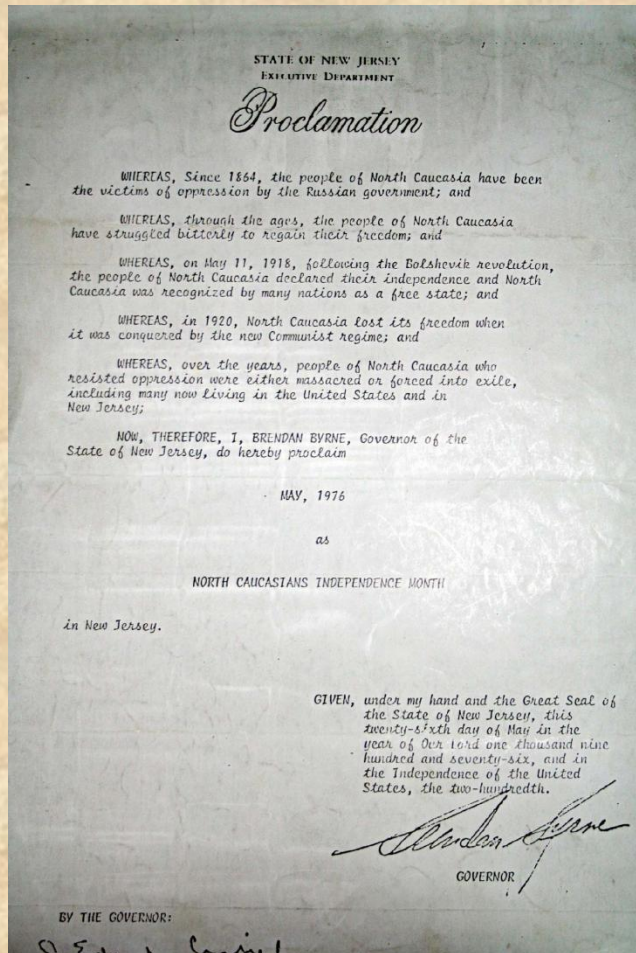 STATE OF NEW JERSEY
EXECUTIVE DEPARTMENT
Proclamation
WHEREAS, Since 1864, the people of North Caucasia have been
the victims of oppression by the Russian government; and
WHEREAS, through the ages, the people of North Caucasia
have struggled bitterly to regain their freedom; and
WHEREAS, on May 11, 1918, following the Bolshevik revolution,
the people of North Caucasia declared their independence and North
Caucasia was recognized by many nations as a free state; and
WHEREAS, in 1920, North Caucasia lost its freedom when
it was conquered by the new Communist regime; and
WHEREAS, over the years, people of North Caucasia who
resisted oppression were either massacred or forced into exile,
including many now living in the United States and in
New Jersey;
NOW, THEREFORE, I, BRENDAN BYRNE, Governor of the
State of New Jersey, do hereby proclaim
MAY, 1976
as
NORTH CAUCASIANS INDEPENDENCE MONTH
in New Jersey.
GIVEN, under my hand and the Great Seal of
the State of New Jersey, this
twenty-sixth day of May in the
year of Our Lord one thousand nine
hundred and seventy-six, and in
the Independence of the United
States, the two-hundredth.
Brendan Byrne
GOVERNOR
BY THE GOVERNOR: